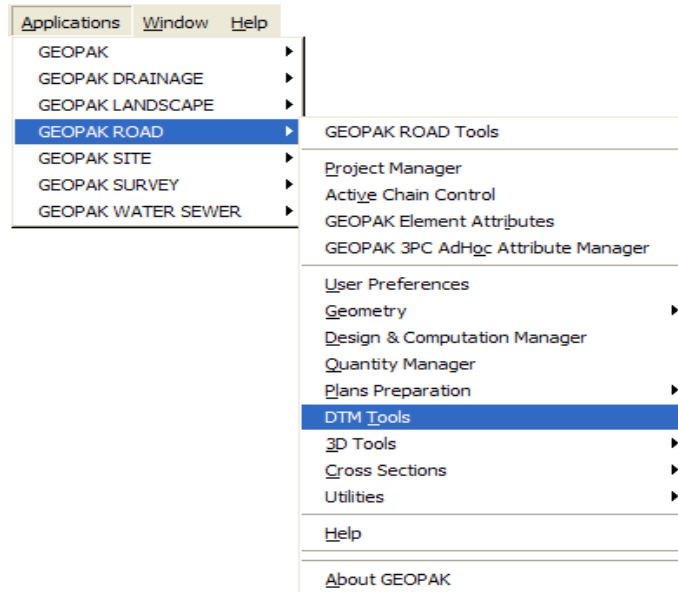 Applications Window Help
GEOPAK
GEOPAK DRAINAGE
GEOPAK LANDSCAPE
GEOPAK ROAD
GEOPAK SITE
GEOPAK SURVEY
GEOPAK WATER SEWER
GEOPAK ROAD Tools
Project Manager
Active Chain Control
GEOPAK Element Attributes
GEOPAK 3PC AdHoc Attribute Manager
User Preferences
Geometry
Design & Computation Manager
Quantity Manager
Plans Preparation
DTM Tools
3D Tools
Cross Sections
Utilities
Help
About GEOPAK